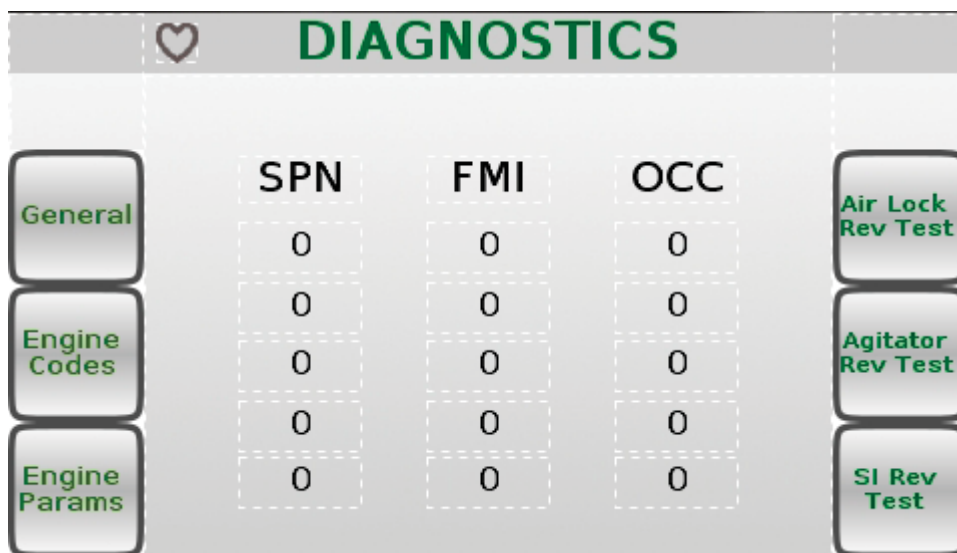 DIAGNOSTICS
SPN FMI OCC
General
Air Lock
Rev Test
0 0 0
0 0 0
Engine
Codes
Agitator
Rev Test
0 0 0
0 0 0
Engine
Params
SI Rev
Test
0 0 0